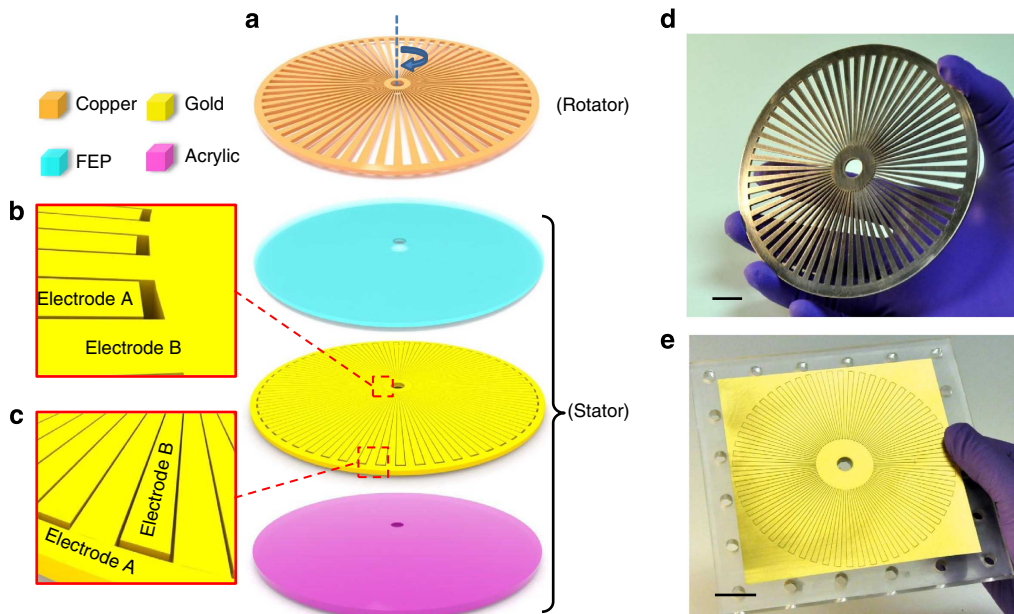 a
d
Copper
Gold
(Rotator)
FEP
Acrylic
b
Electrode A
Electrode B
e
c
(Stator)
Electrode B
Electrode A